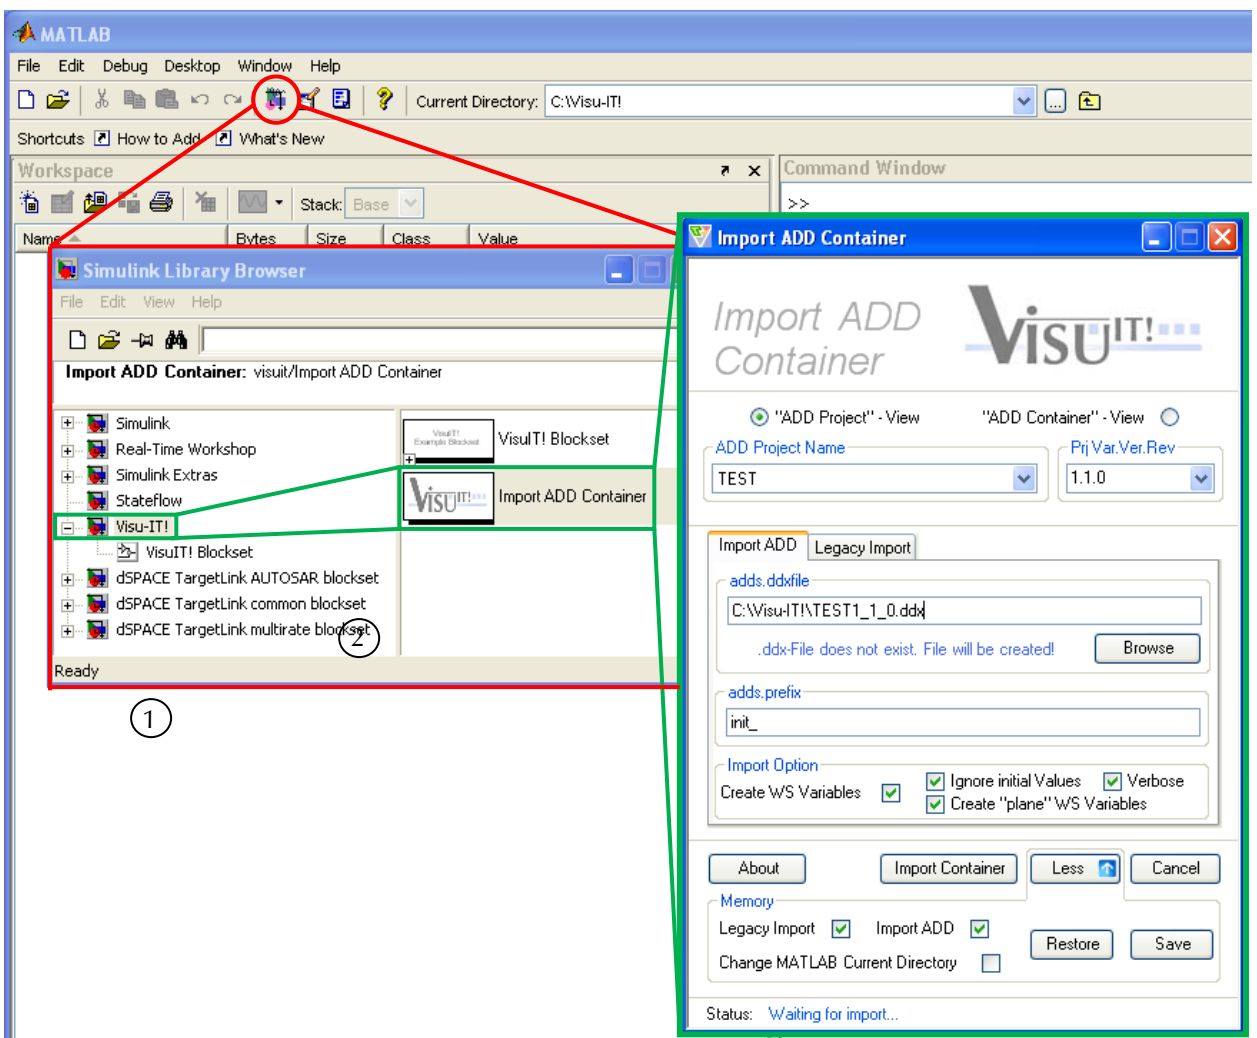 MATLAB
File Edit Debug Desktop Window Help
Current Directory: C:\Visu-IT!
Shortcuts How to Add What's New
Workspace
Command Window
Stack: Base
>>
Name Bytes Size Class Value
Simulink Library Browser
File Edit View Help
Import ADD Container: visuit/Import ADD Container
Simulink
Real-Time Workshop
Simulink Extras
Stateflow
Visu-IT!
VisuIT! Blockset
dSPACE TargetLink AUTOSAR blockset
dSPACE TargetLink common blockset
dSPACE TargetLink multirate blockset
VisuIT!
Example Blockset
VisuIT! Blockset
VISUIT!
Import ADD Container
Ready
1
2
Import ADD Container
Import ADD
Container
VISUIT!
"ADD Project" - View "ADD Container" - View
ADD Project Name Prj Var.Ver.Rev
TEST 1.1.0
Import ADD Legacy Import
adds.ddxfile
C:\Visu-IT!\TEST1_1_0.ddx
.ddx-File does not exist. File will be created! Browse
adds.prefix
init_
Import Option
Create WS Variables Ignore initial Values Verbose
Create "plane" WS Variables
About Import Container Less Cancel
Memory
Legacy Import Import ADD
Restore Save
Change MATLAB Current Directory
Status: Waiting for import...